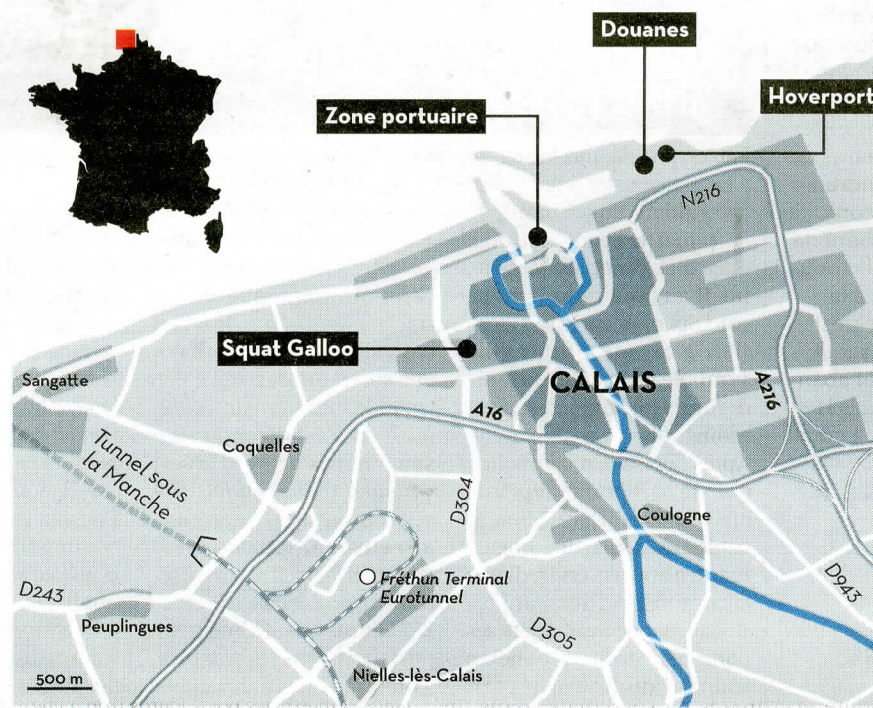 Douanes
Hoverport
Zone portuaire
N216
Squat Galloo
Sangatte
CALAIS
A216
A16
Coquelles
Tunnel sous
la Manche
D304
Coulogne
Fréthun Terminal
Eurotunnel
D243
D943
Peuplingues
D305
Nielles-lès-Calais
500 m